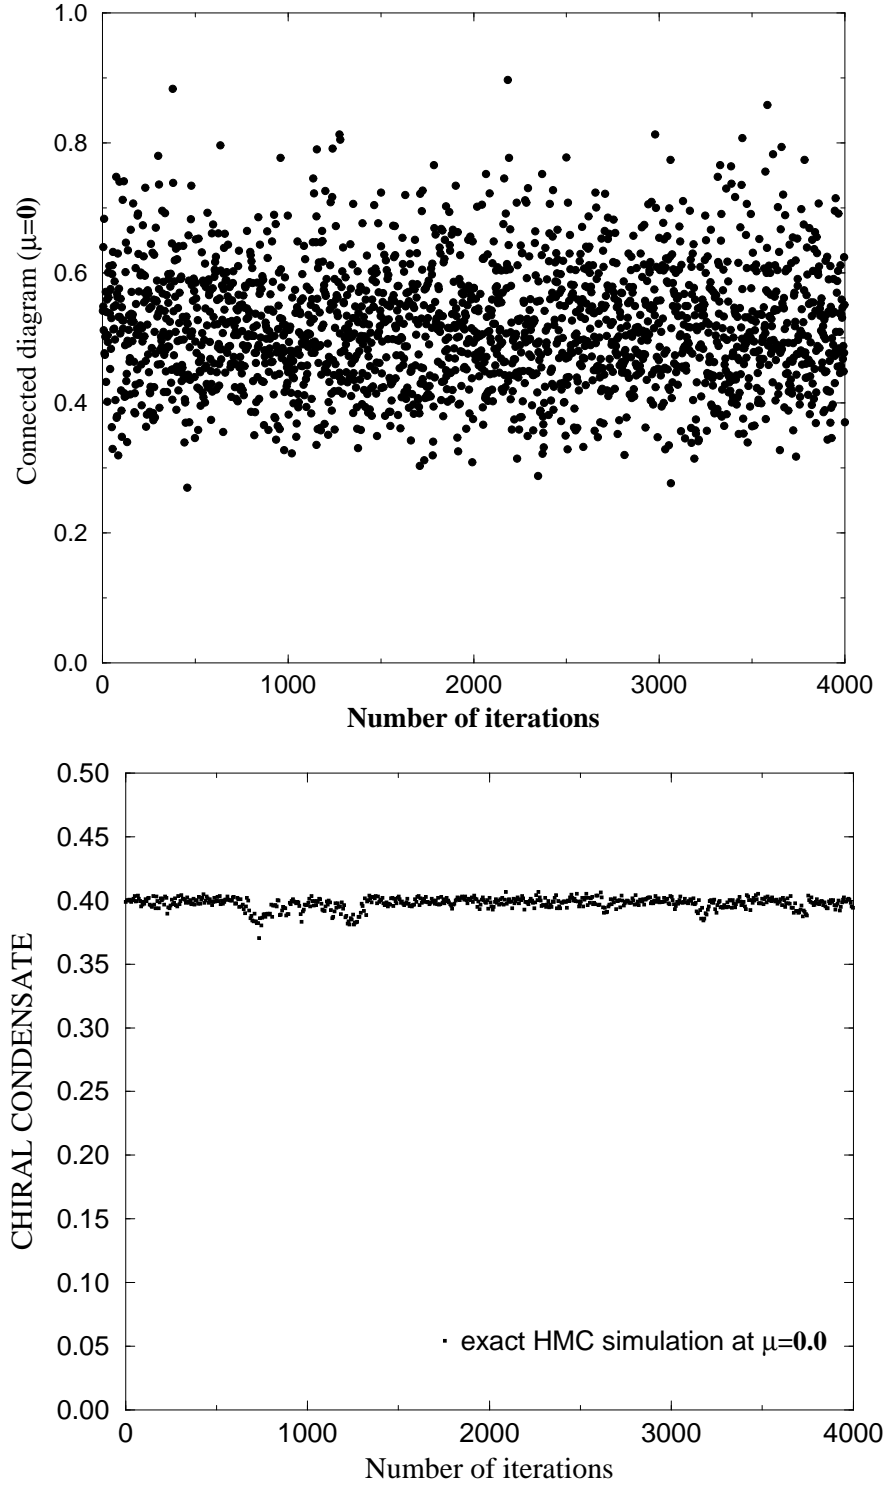 1.0
0.8
0.6
0.4
0.2
0.0
Connected diagram (μ=0)
0 1000 2000 3000 4000
Number of iterations
0.50
0.45
0.40
0.35
0.30
0.25
0.20
0.15
0.10
0.05
0.00
CHIRAL CONDENSATE
exact HMC simulation at μ=0.0
0 1000 2000 3000 4000
Number of iterations